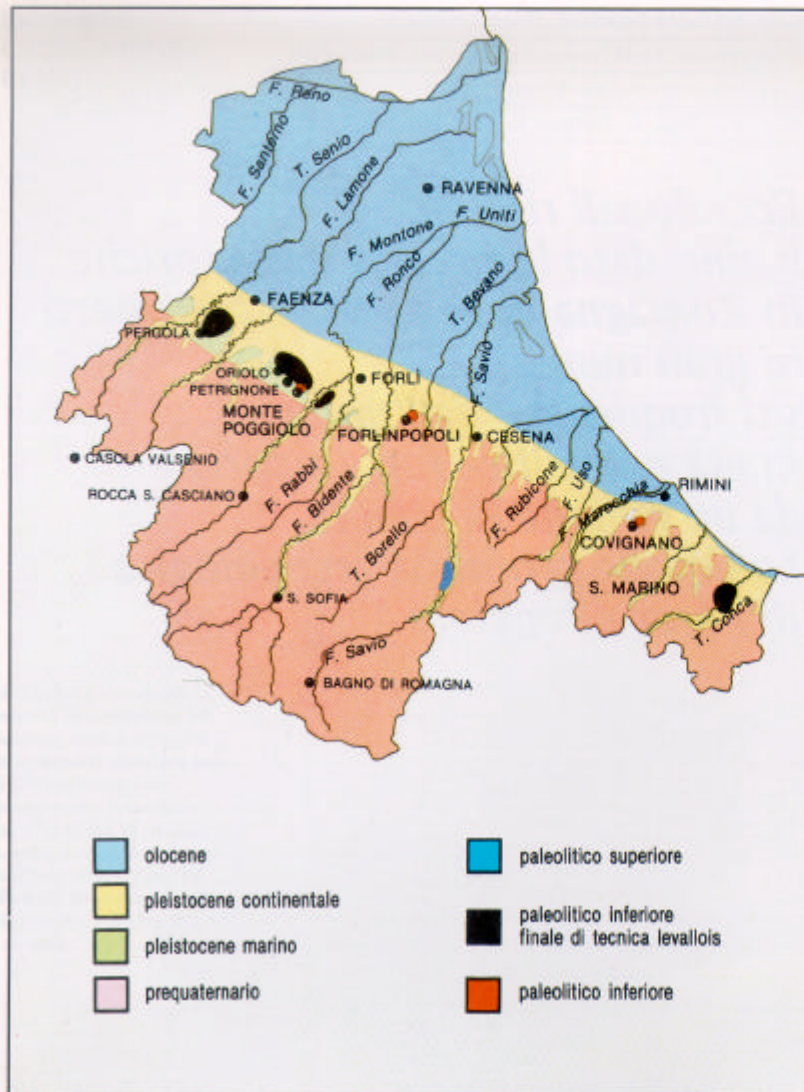 F. Reno
F. Santerno
T. Senio
F. Lamone
RAVENNA
F. Uniti
F. Montone
F. Ronco
T. Bevano
FAENZA
F. Savio
PERGOLA
ORIOLO
PETRIGNONE
FORLÌ
MONTE
POGGIOLO
FORLINPOPOLI
CESENA
CASOLA VALSENIO
ROCCA S. CASCIANO
F. Rabbi
F. Bidente
F. Rubicone
F. Uso
F. Marecchia
RIMINI
COVIGNANO
T. Borello
S. MARINO
S. SOFIA
T. Conca
F. Savio
BAGNO DI ROMAGNA
olocene
pleistocene continentale
pleistocene marino
prequaternario
paleolitico superiore
paleolitico inferiore
finale di tecnica levallois
paleolitico inferiore